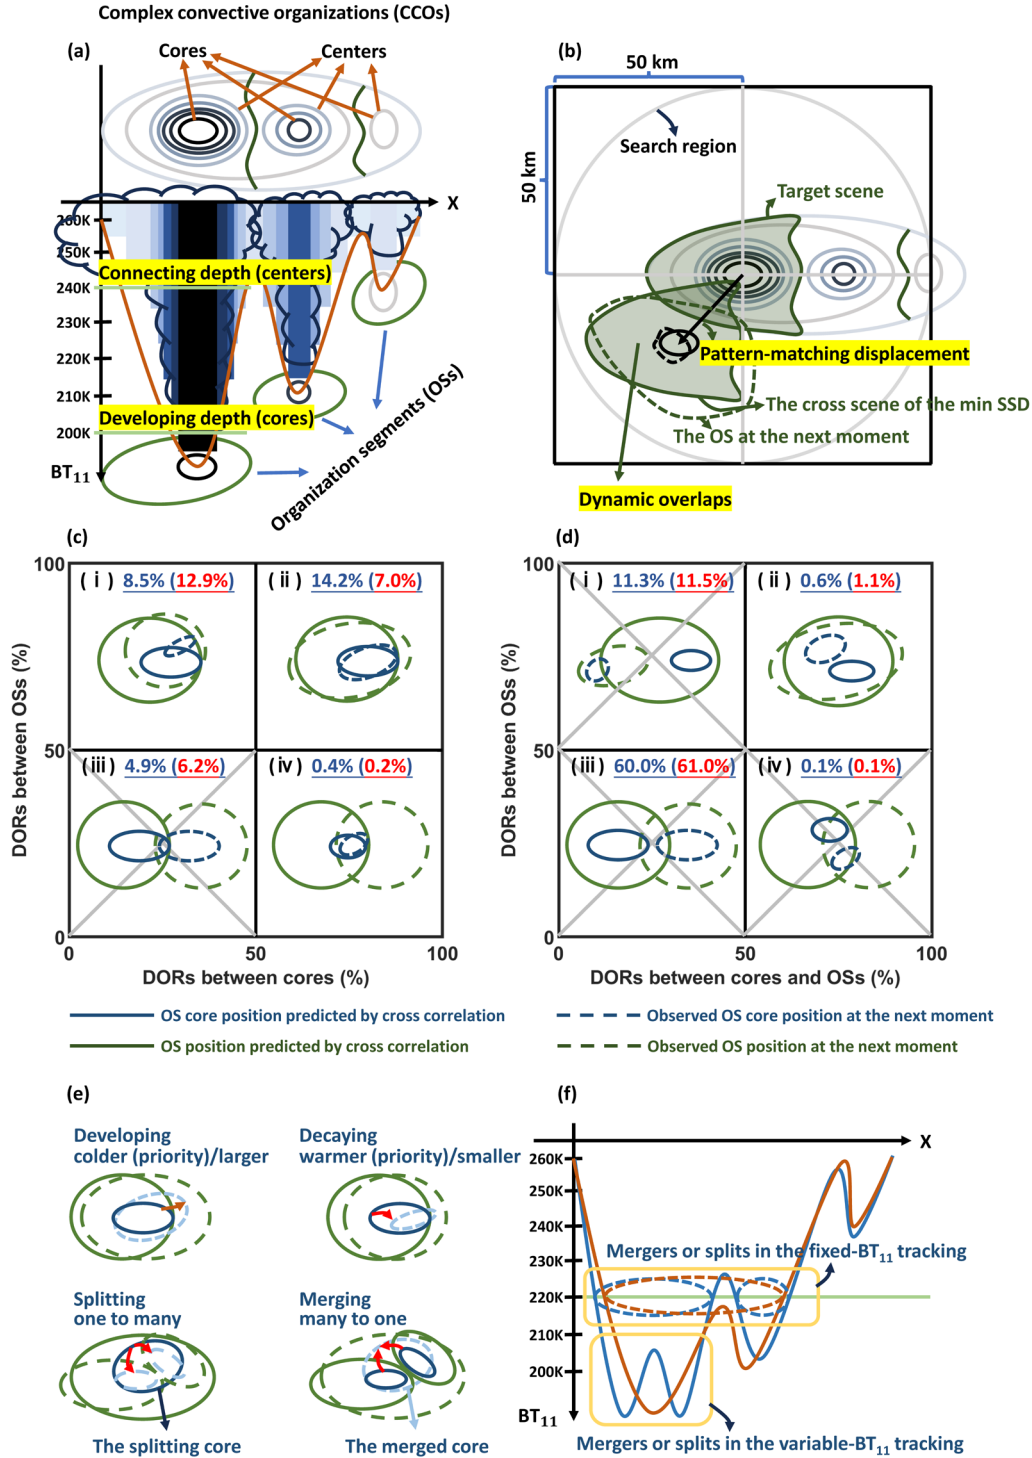 Complex convective organizations (CCOs)
(a)
Cores
Centers
X
260K
250K
Connecting depth (centers)
240K
230K
220K
210K
Developing depth (cores)
200K
BT11
Organization segments (OSs)
(b)
50 km
50 km
Search region
Target scene
Pattern-matching displacement
The cross scene of the min SSD
The OS at the next moment
Dynamic overlaps
(c)
100
50
0
DORs between OSs (%)
( i ) 8.5% (12.9%)
( ii ) 14.2% (7.0%)
(iii) 4.9% (6.2%)
(iv) 0.4% (0.2%)
0 50 100
DORs between cores (%)
(d)
100
50
0
DORs between OSs (%)
( i ) 11.3% (11.5%)
( ii ) 0.6% (1.1%)
(iii) 60.0% (61.0%)
(iv) 0.1% (0.1%)
0 50 100
DORs between cores and OSs (%)
OS core position predicted by cross correlation
Observed OS core position at the next moment
OS position predicted by cross correlation
Observed OS position at the next moment
(e)
Developing
colder (priority)/larger
Decaying
warmer (priority)/smaller
Splitting
one to many
Merging
many to one
The splitting core
The merged core
(f)
X
260K
250K
240K
230K
Mergers or splits in the fixed-BT11 tracking
220K
210K
200K
BT11
Mergers or splits in the variable-BT11 tracking